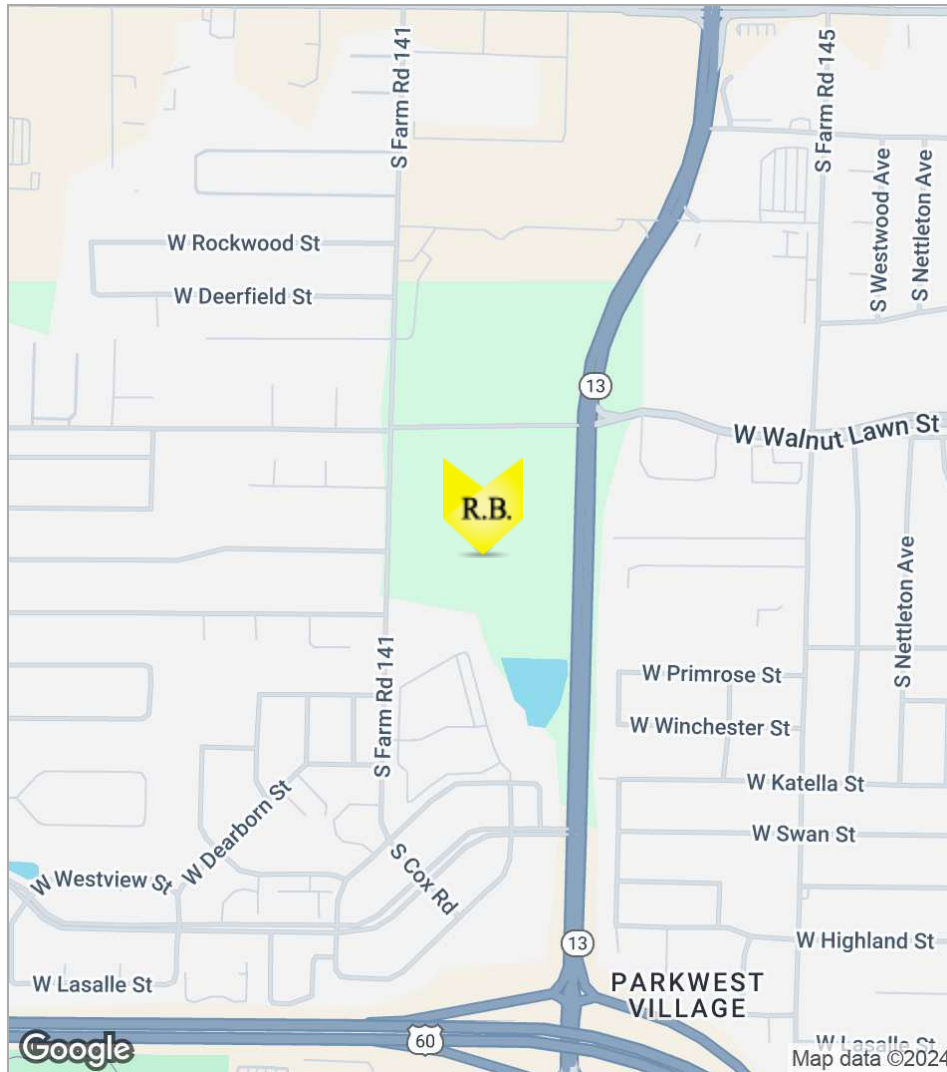 S Farm Rd 141
S Farm Rd 145
S Westwood Ave
S Nettleton Ave
W Rockwood St
W Deerfield St
13
W Walnut Lawn St
R.B.
S Nettleton Ave
S Farm Rd 141
W Primrose St
W Winchester St
W Katella St
W Dearborn St
W Swan St
S Cox Rd
W Westview St
13
W Highland St
W Lasalle St
PARKWEST
VILLAGE
60
W Lasalle St
Google
Map data ©2024